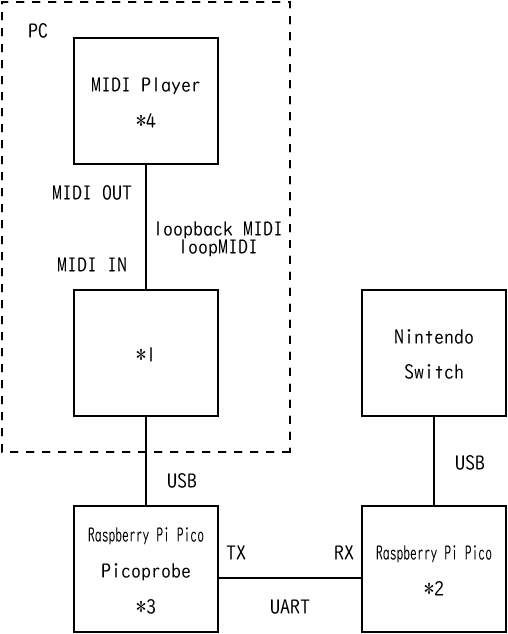 PC
MIDI Player
*4
MIDI OUT
loopback MIDI
loopMIDI
MIDI IN
*1
Nintendo
Switch
USB
USB
Raspberry Pi Pico
Picoprobe
*3
TX
RX
UART
Raspberry Pi Pico
*2